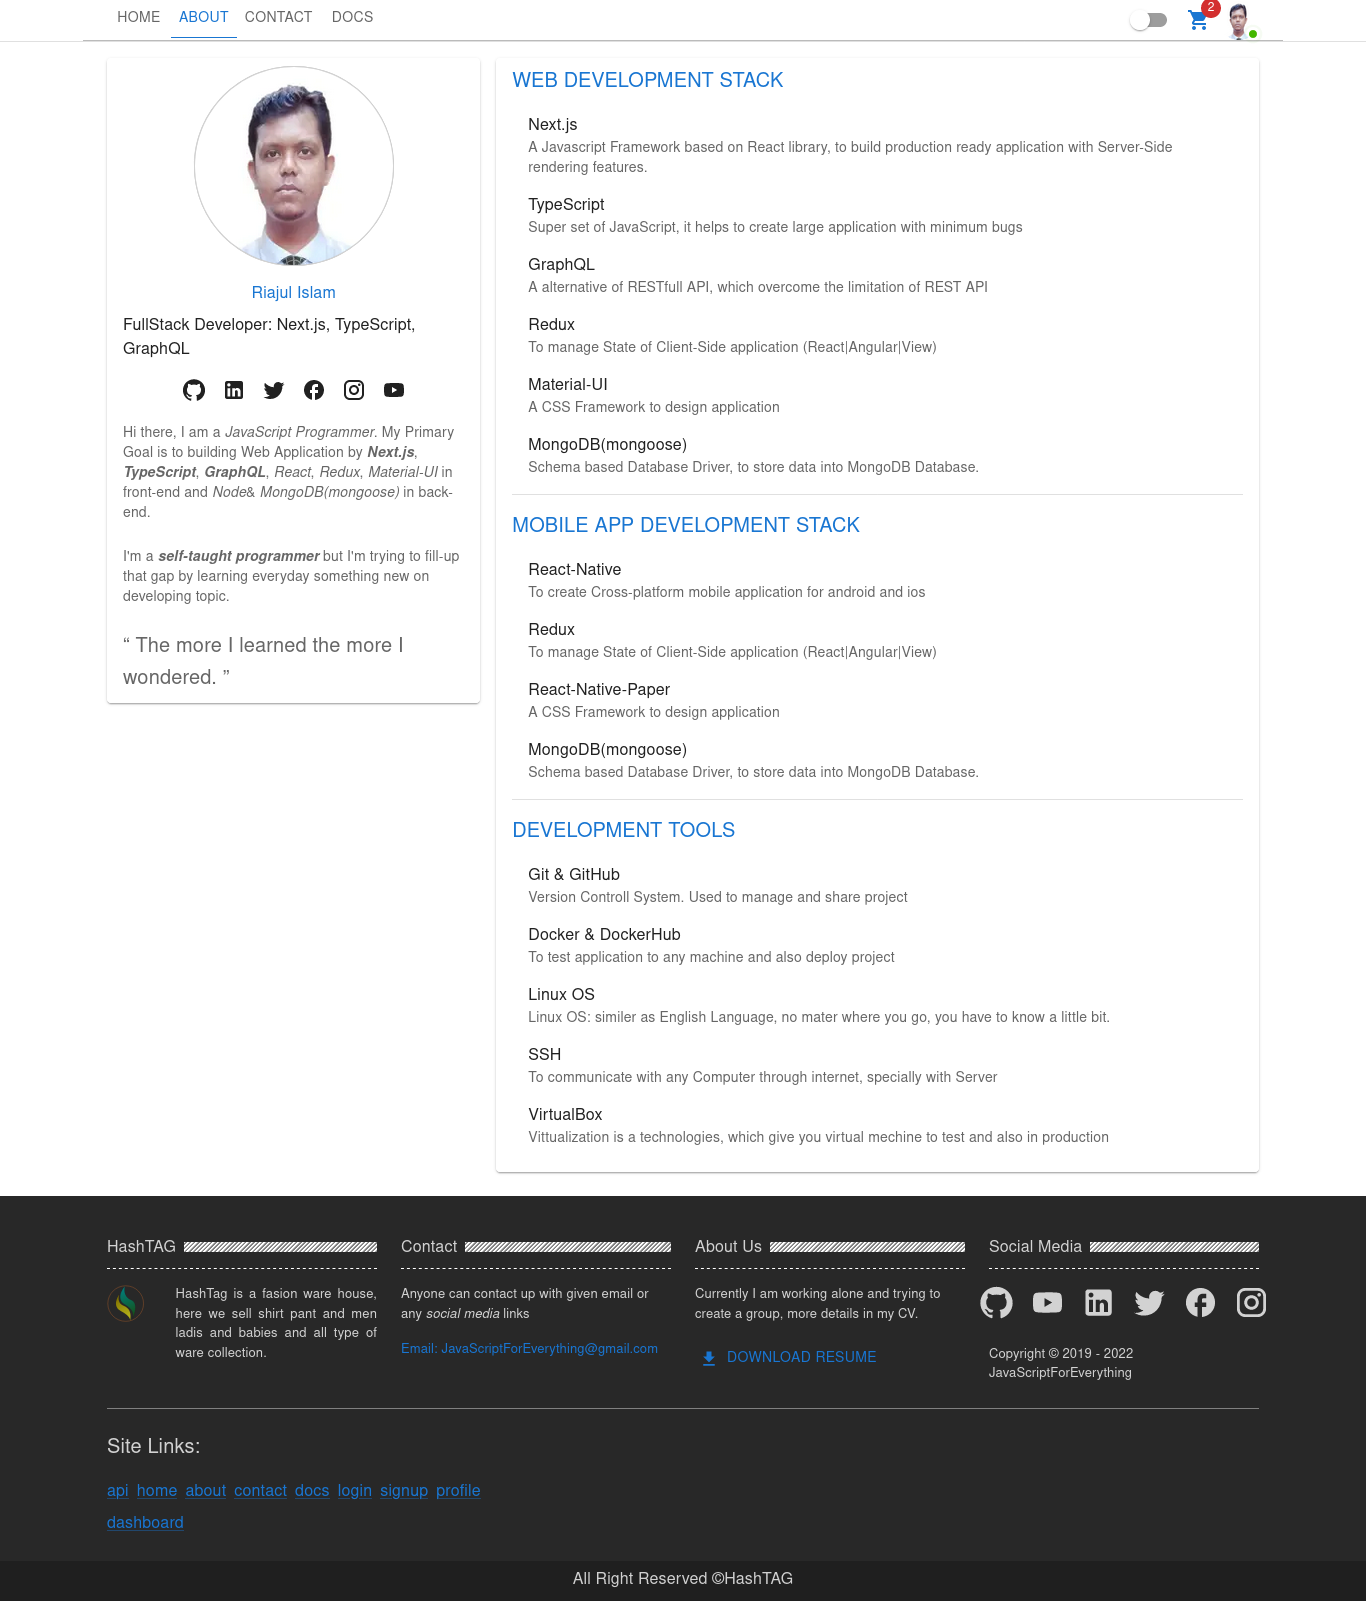 HOME ABOUT CONTACT DOCS
2
Riajul Islam
FullStack Developer: Next.js, TypeScript,
GraphQL
Hi there, I am a JavaScript Programmer. My Primary
Goal is to building Web Application by Next.js,
TypeScript, GraphQL, React, Redux, Material-UI in
front-end and Node& MongoDB(mongoose) in back-
end.
I'm a self-taught programmer but I'm trying to fill-up
that gap by learning everyday something new on
developing topic.
“ The more I learned the more I
wondered. ”
WEB DEVELOPMENT STACK
Next.js
A Javascript Framework based on React library, to build production ready application with Server-Side
rendering features.
TypeScript
Super set of JavaScript, it helps to create large application with minimum bugs
GraphQL
A alternative of RESTfull API, which overcome the limitation of REST API
Redux
To manage State of Client-Side application (React|Angular|View)
Material-UI
A CSS Framework to design application
MongoDB(mongoose)
Schema based Database Driver, to store data into MongoDB Database.
MOBILE APP DEVELOPMENT STACK
React-Native
To create Cross-platform mobile application for android and ios
Redux
To manage State of Client-Side application (React|Angular|View)
React-Native-Paper
A CSS Framework to design application
MongoDB(mongoose)
Schema based Database Driver, to store data into MongoDB Database.
DEVELOPMENT TOOLS
Git & GitHub
Version Controll System. Used to manage and share project
Docker & DockerHub
To test application to any machine and also deploy project
Linux OS
Linux OS: similer as English Language, no mater where you go, you have to know a little bit.
SSH
To communicate with any Computer through internet, specially with Server
VirtualBox
Vittualization is a technologies, which give you virtual mechine to test and also in production
HashTAG
HashTag is a fasion ware house,
here we sell shirt pant and men
ladis and babies and all type of
ware collection.
Contact
Anyone can contact up with given email or
any social media links
Email: JavaScriptForEverything@gmail.com
About Us
Currently I am working alone and trying to
create a group, more details in my CV.
DOWNLOAD RESUME
Social Media
Copyright © 2019 - 2022
JavaScriptForEverything
Site Links:
api home about contact docs login signup profile
dashboard
All Right Reserved ©HashTAG